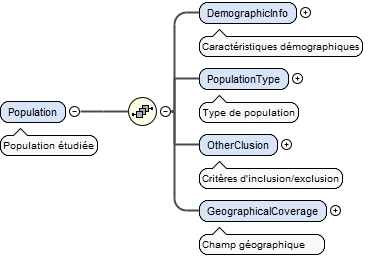 DemographicInfo
Caractéristiques démographiques
PopulationType
Type de population
Population
Population étudiée
OtherClusion
Critères d'inclusion/exclusion
GeographicalCoverage
Champ géographique